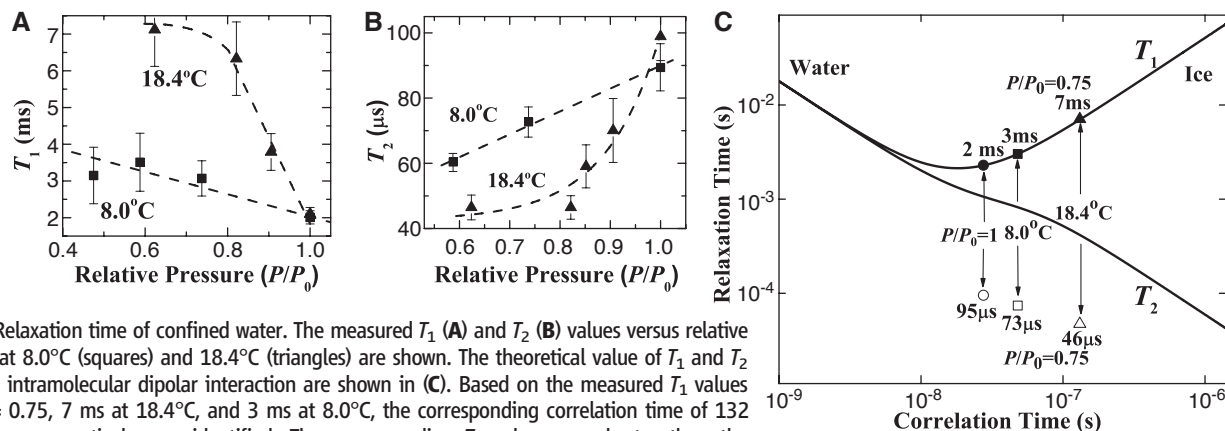 A
7
6
5
4
3
2
T1 (ms)
18.4°C
8.0°C
0.4 0.6 0.8 1.0
Relative Pressure (P/P0)
B
100
80
60
40
T2 (µs)
8.0°C
18.4°C
0.6 0.7 0.8 0.9 1.0
Relative Pressure (P/P0)
C
Relaxation Time (s)
10-2
10-3
10-4
Water
T1
Ice
P/P0=0.75
7ms
3ms
2 ms
18.4°C
P/P0=1
8.0°C
T2
95µs
73µs
46µs
P/P0=0.75
10-9 10-8 10-7 10-6
Correlation Time (s)
Relaxation time of confined water. The measured T1 (A) and T2 (B) values versus relative
at 8.0°C (squares) and 18.4°C (triangles) are shown. The theoretical value of T1 and T2
intramolecular dipolar interaction are shown in (C). Based on the measured T1 values
= 0.75, 7 ms at 18.4°C, and 3 ms at 8.0°C, the corresponding correlation time of 132